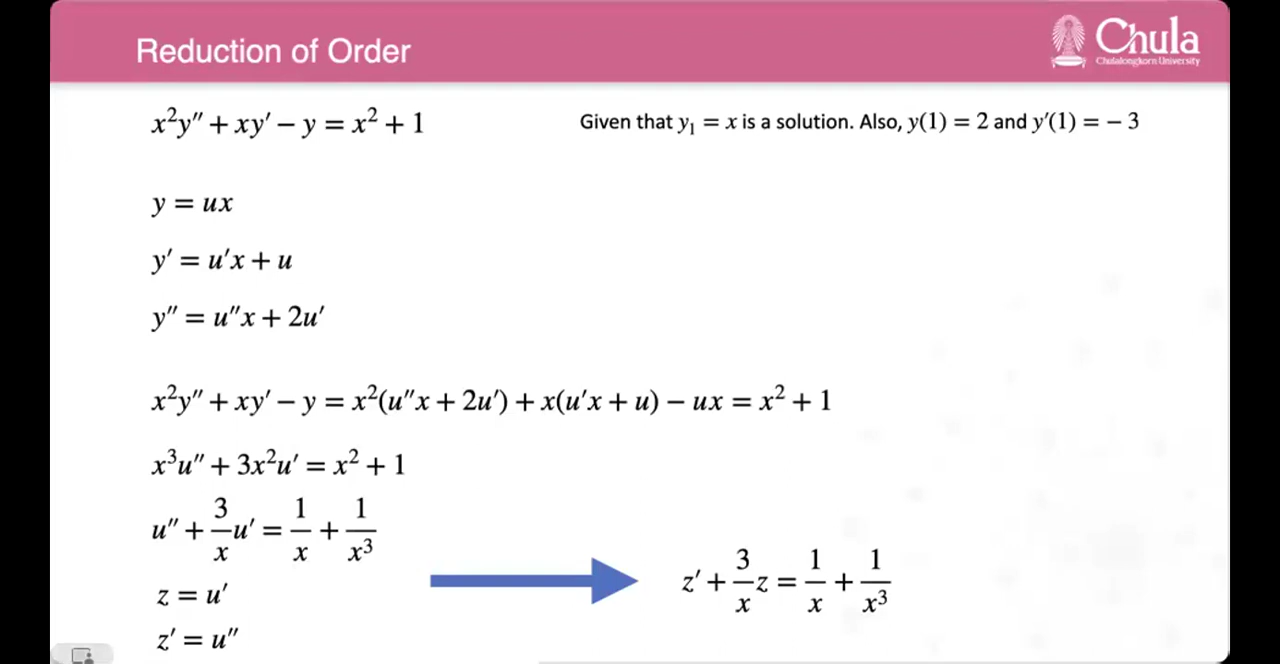 Reduction of Order
Chula
Chulalongkorn University
x²y″ + xy′ − y = x² + 1
Given that y₁ = x is a solution. Also, y(1) = 2 and y′(1) = − 3
y = ux
y′ = u′x + u
y″ = u″x + 2u′
x²y″ + xy′ − y = x²(u″x + 2u′) + x(u′x + u) − ux = x² + 1
x³u″ + 3x²u′ = x² + 1
u″ + 3/x u′ = 1/x + 1/x³
z = u′
z′ = u″
z′ + 3/x z = 1/x + 1/x³